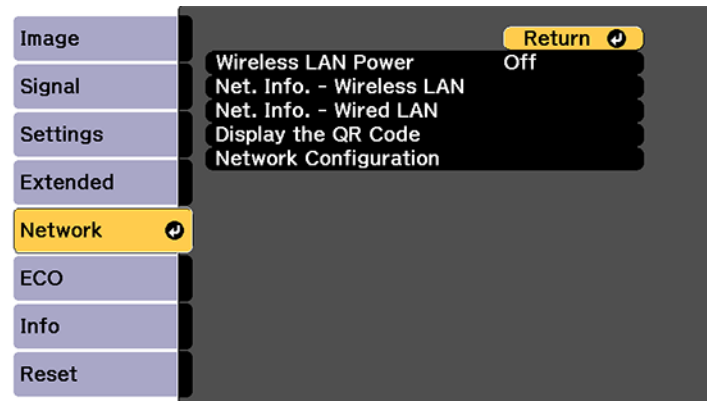 Image
Signal
Settings
Extended
Network
ECO
Info
Reset
Return
Wireless LAN Power Off
Net. Info. - Wireless LAN
Net. Info. - Wired LAN
Display the QR Code
Network Configuration